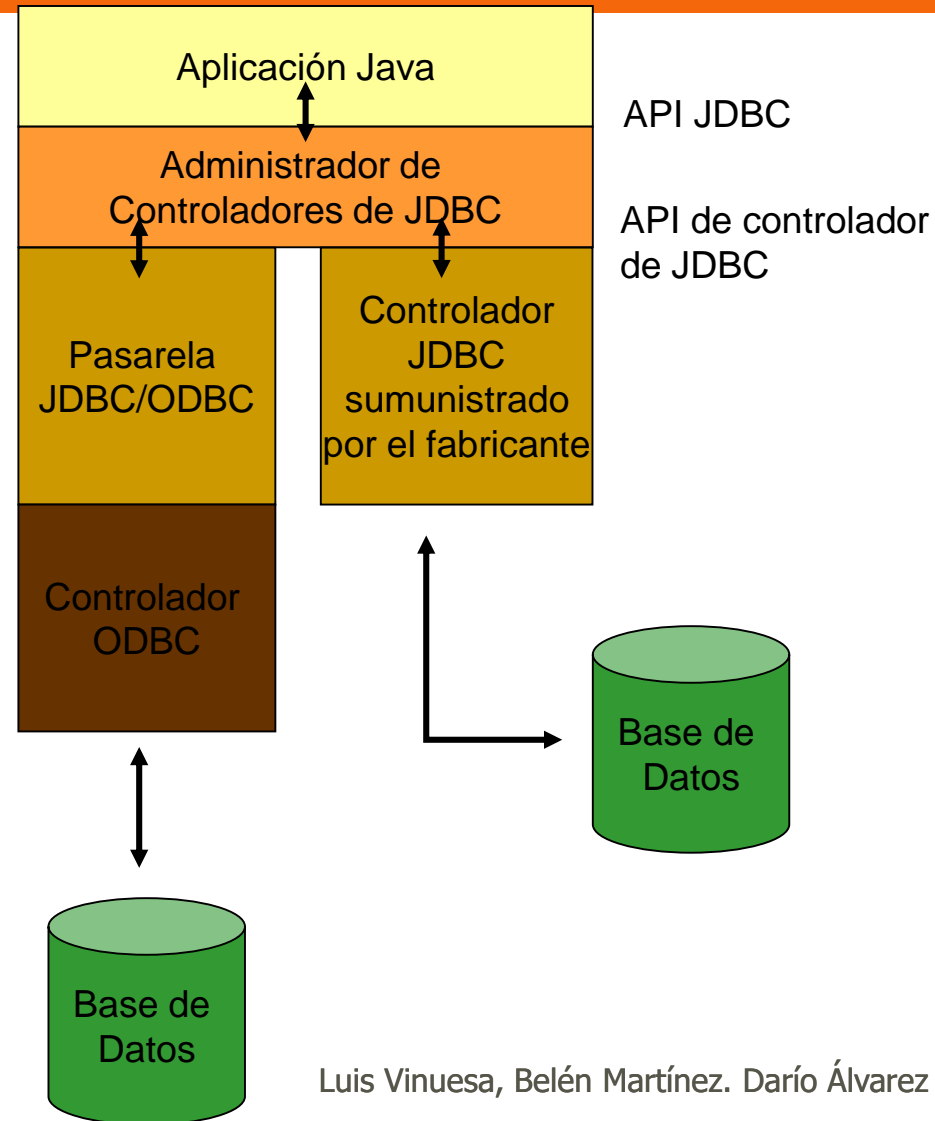 Aplicación Java
API JDBC
Administrador de
Controladores de JDBC
API de controlador
de JDBC
Pasarela
JDBC/ODBC
Controlador
JDBC
sumunistrado
por el fabricante
Controlador
ODBC
Base de
Datos
Base de
Datos
Luis Vinuesa, Belén Martínez. Darío Álvarez